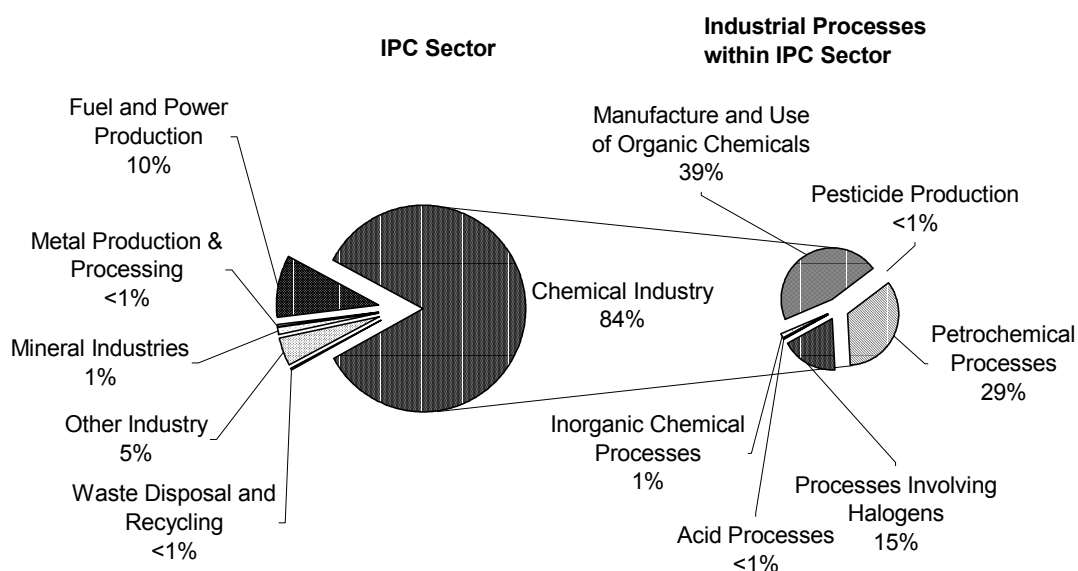 IPC Sector
Industrial Processes
within IPC Sector
Fuel and Power
Production
10%
Metal Production &
Processing
<1%
Mineral Industries
1%
Other Industry
5%
Waste Disposal and
Recycling
<1%
Chemical Industry
84%
Manufacture and Use
of Organic Chemicals
39%
Pesticide Production
<1%
Petrochemical
Processes
29%
Inorganic Chemical
Processes
1%
Acid Processes
<1%
Processes Involving
Halogens
15%